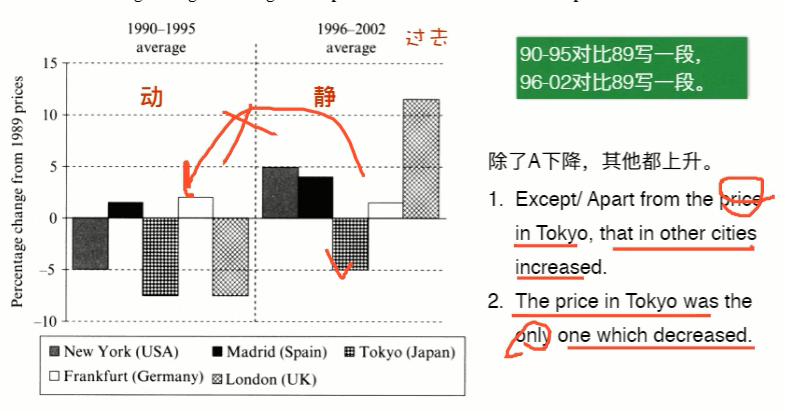 1990–1995
average
1996–2002
average
过去
Percentage change from 1989 prices
15
10
5
0
−5
−10
动
静
New York (USA)
Madrid (Spain)
Tokyo (Japan)
Frankfurt (Germany)
London (UK)
90-95对比89写一段，
96-02对比89写一段。
除了A下降，其他都上升。
1. Except/ Apart from the price
in Tokyo, that in other cities
increased.
2. The price in Tokyo was the
only one which decreased.